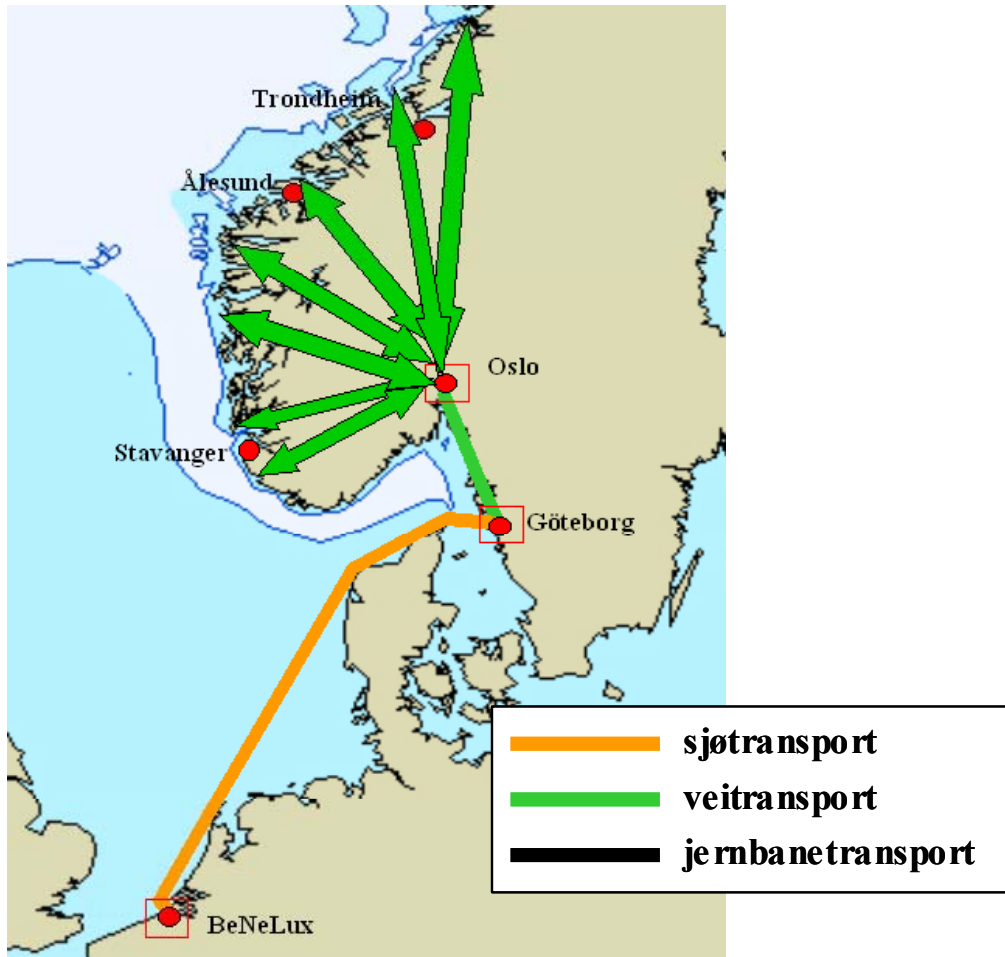 Trondheim
Ålesund
Oslo
Stavanger
Göteborg
sjøtransport
veitransport
jernbanetransport
BeNeLux